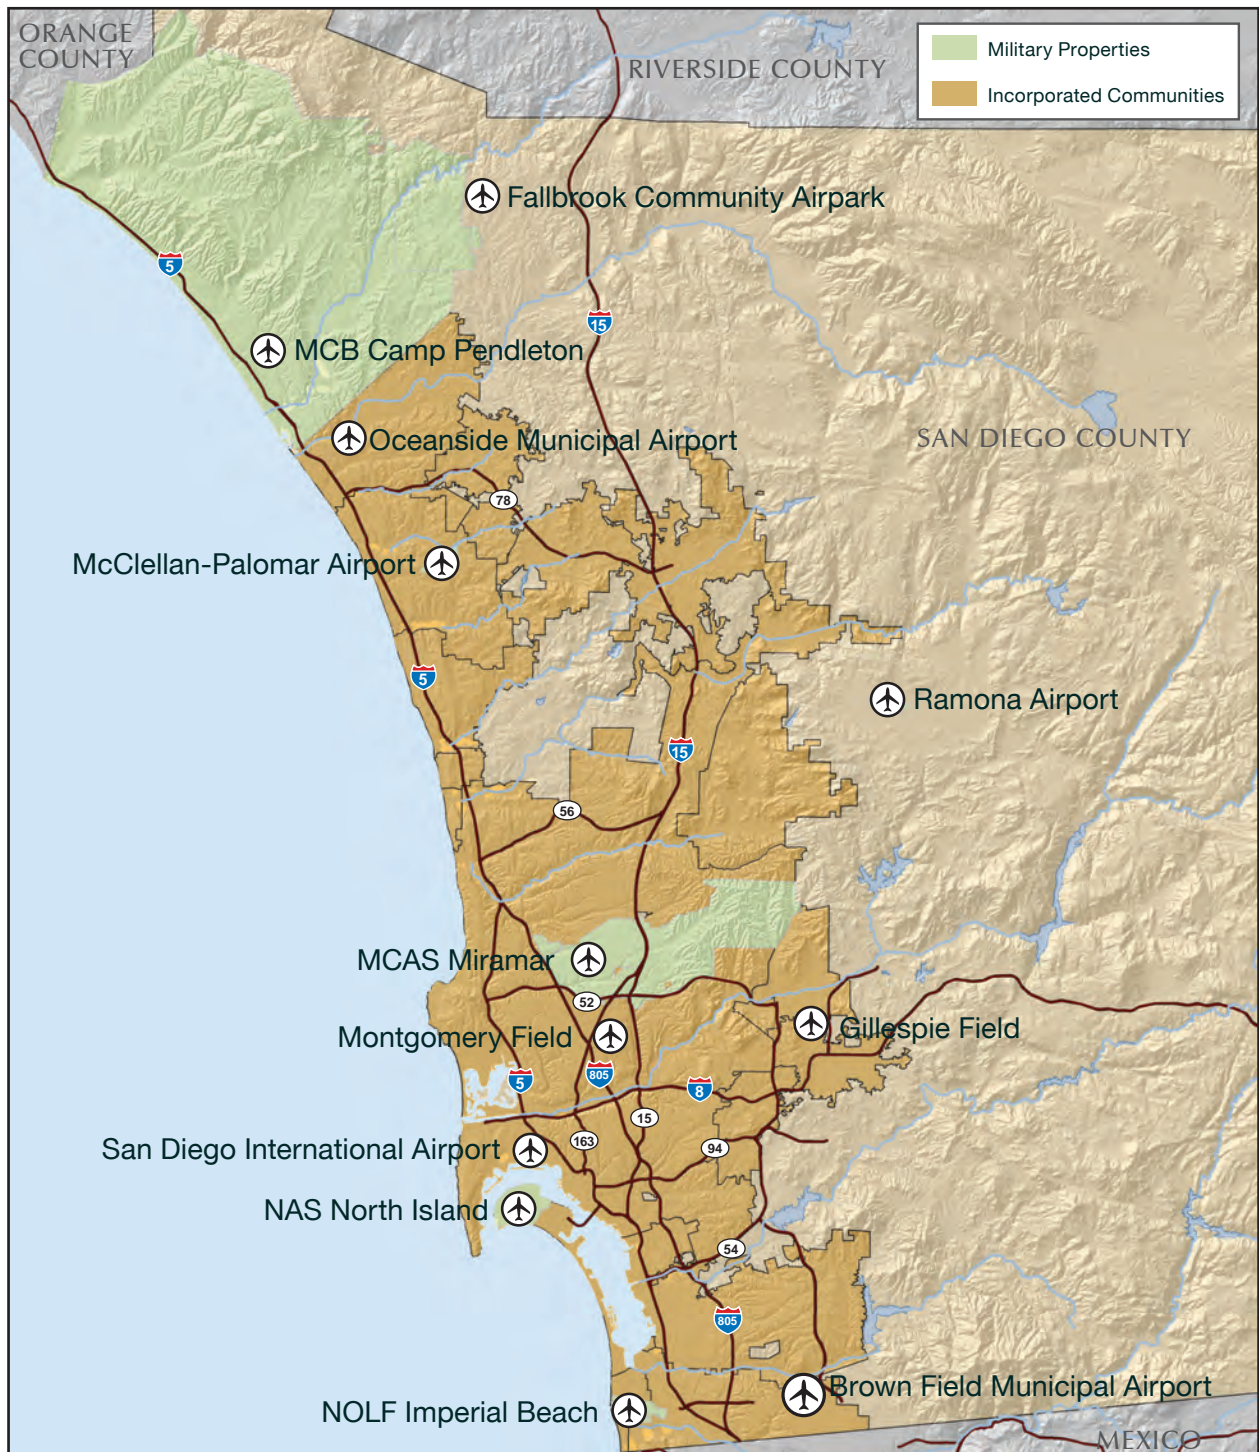 ORANGE
COUNTY
RIVERSIDE COUNTY
Military Properties
Incorporated Communities
Fallbrook Community Airpark
5
15
MCB Camp Pendleton
Oceanside Municipal Airport
SAN DIEGO COUNTY
78
McClellan-Palomar Airport
5
Ramona Airport
15
56
MCAS Miramar
52
Montgomery Field
Gillespie Field
5
805
8
15
163
94
San Diego International Airport
NAS North Island
54
805
Brown Field Municipal Airport
NOLF Imperial Beach
MEXICO